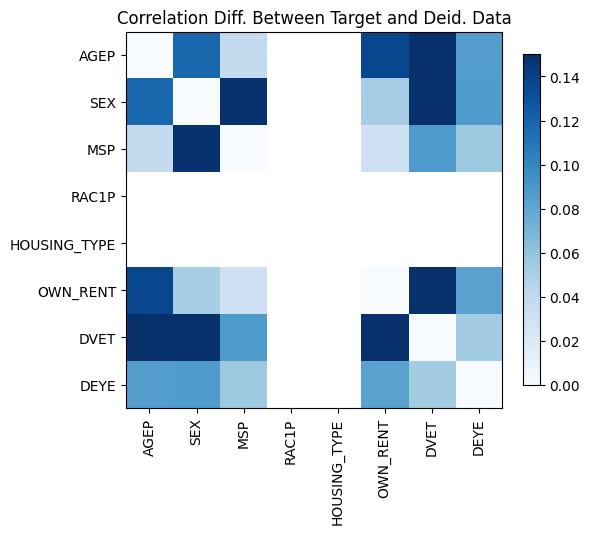 Correlation Diff. Between Target and Deid. Data
AGEP
SEX
MSP
RAC1P
HOUSING_TYPE
OWN_RENT
DVET
DEYE
AGEP
SEX
MSP
RAC1P
HOUSING_TYPE
OWN_RENT
DVET
DEYE
0.14
0.12
0.10
0.08
0.06
0.04
0.02
0.00